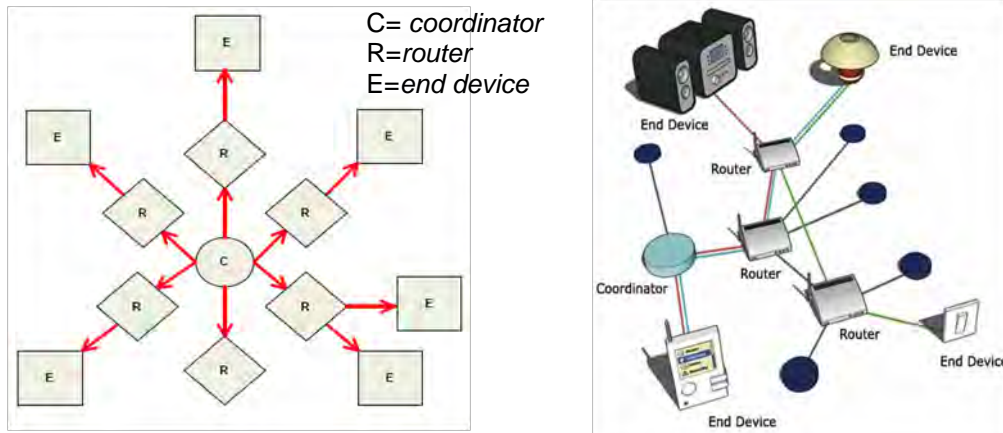 C= coordinator
R=router
E=end device
E
E
E
R
R
R
C
R
R
E
E
R
E
End Device
End Device
Router
Coordinator
Router
Router
End Device
End Device